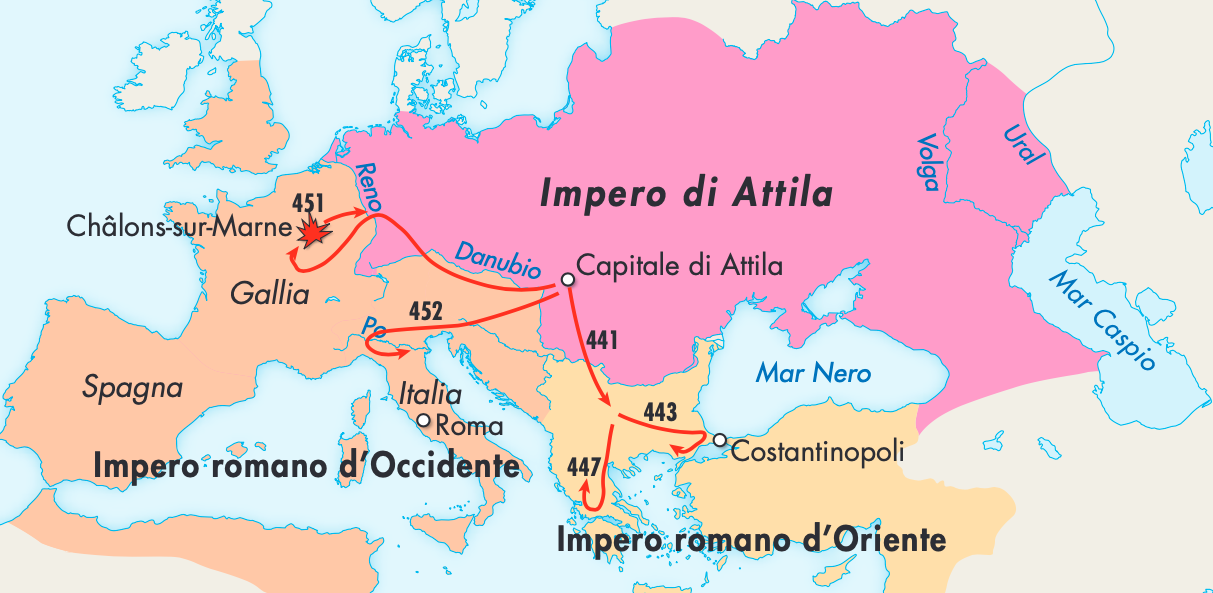 Volga
Ural
Reno
Impero di Attila
451
Châlons-sur-Marne
Danubio
Capitale di Attila
Gallia
Mar Caspio
452
Po
441
Mar Nero
Spagna
Italia
443
Roma
Costantinopoli
Impero romano d’Occidente
447
Impero romano d’Oriente